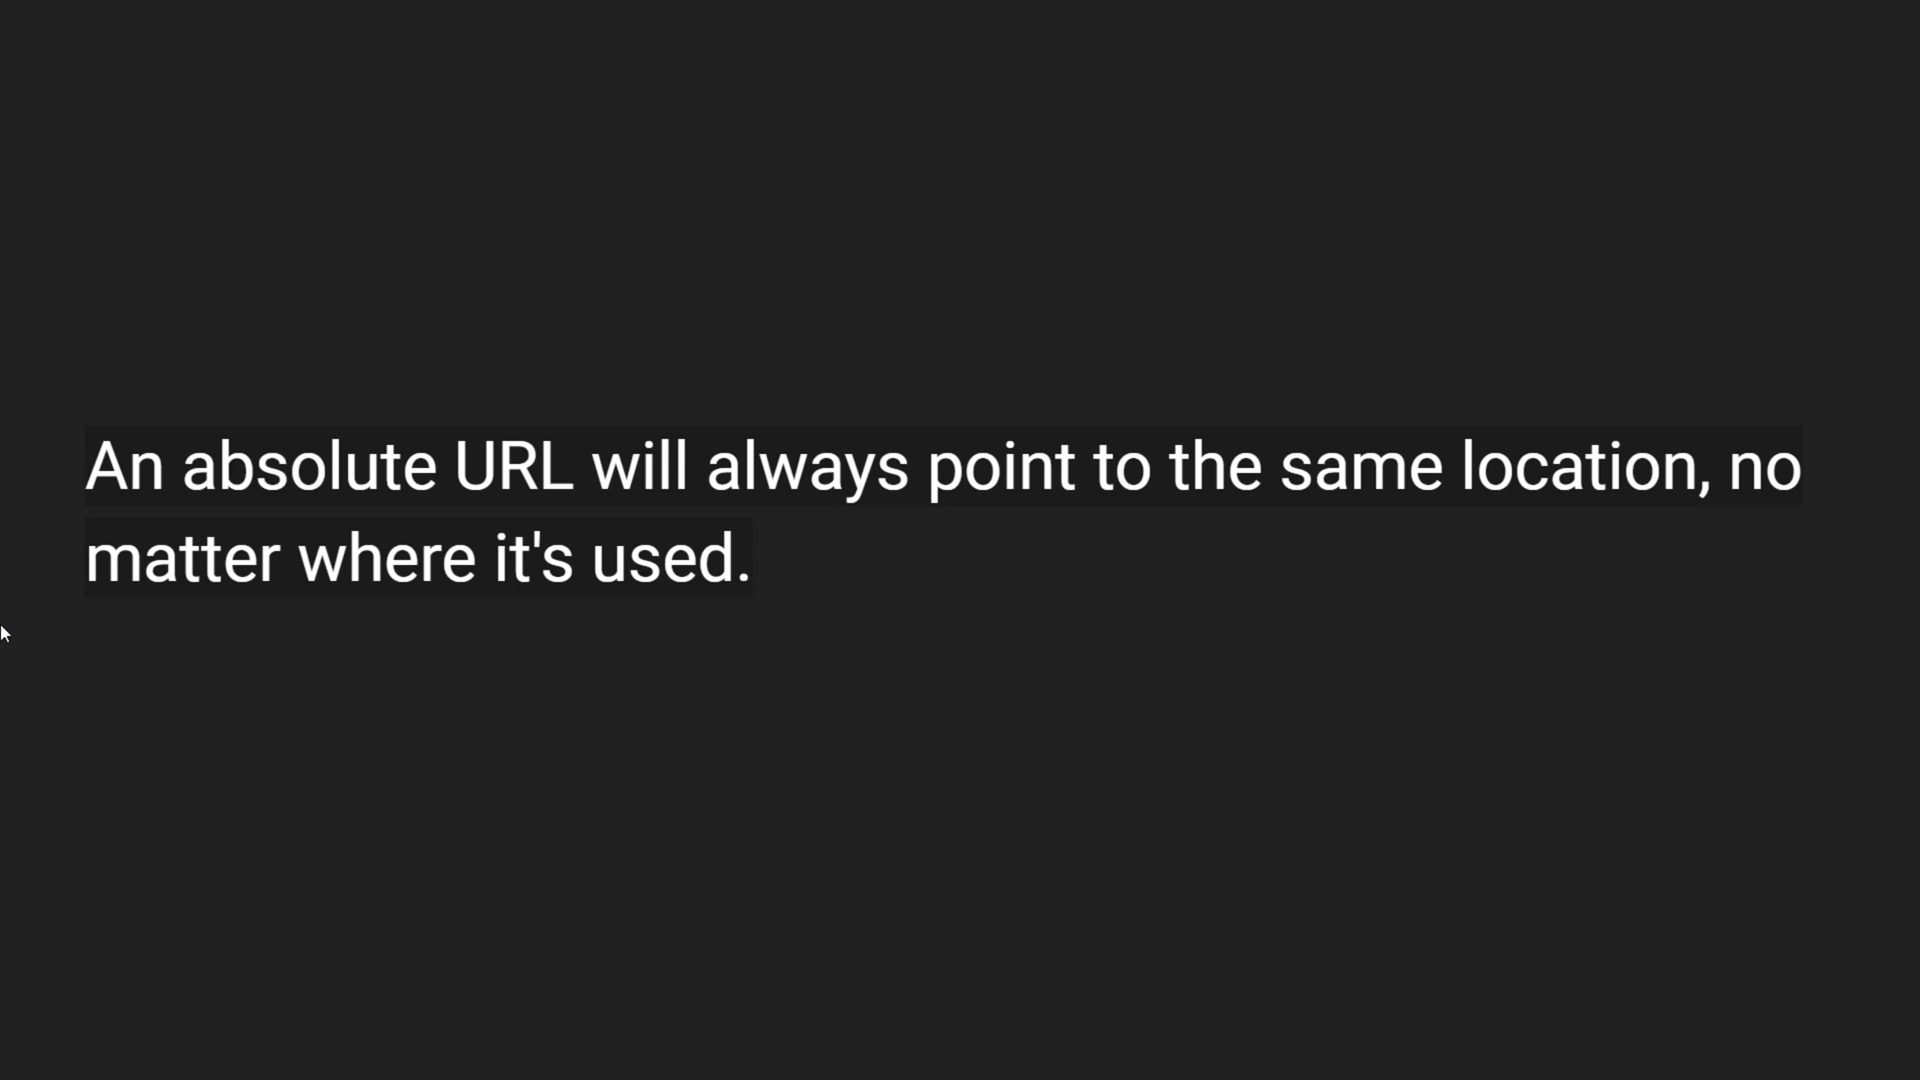 An absolute URL will always point to the same location, no
matter where it's used.